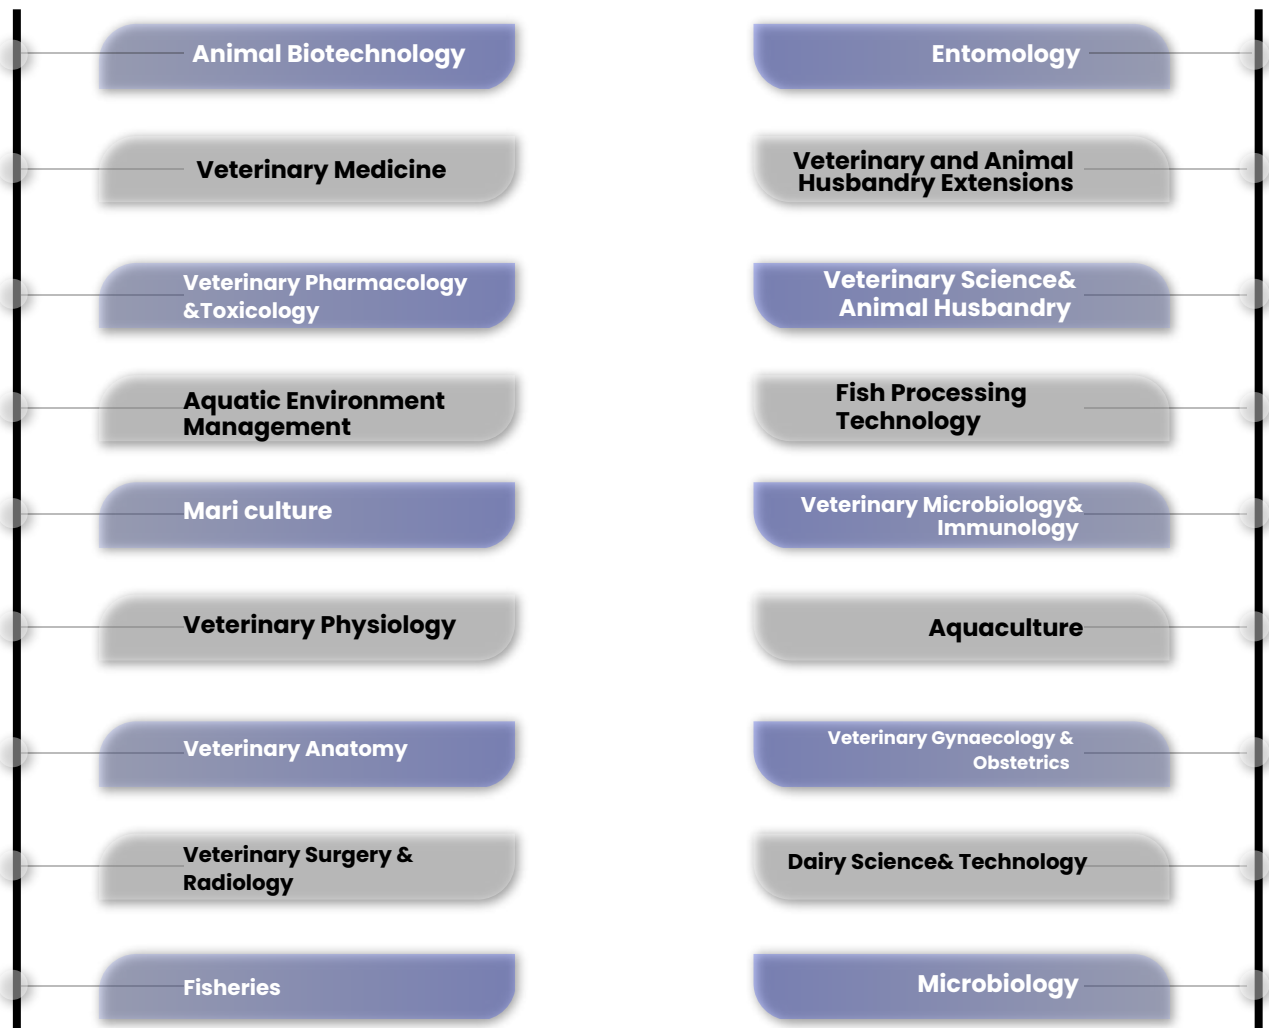 Animal Biotechnology
Entomology
Veterinary Medicine
Veterinary and Animal
Husbandry Extensions
Veterinary Pharmacology
&Toxicology
Veterinary Science&
Animal Husbandry
Aquatic Environment
Management
Fish Processing
Technology
Mari culture
Veterinary Microbiology&
Immunology
Veterinary Physiology
Aquaculture
Veterinary Anatomy
Veterinary Gynaecology &
Obstetrics
Veterinary Surgery &
Radiology
Dairy Science& Technology
Fisheries
Microbiology